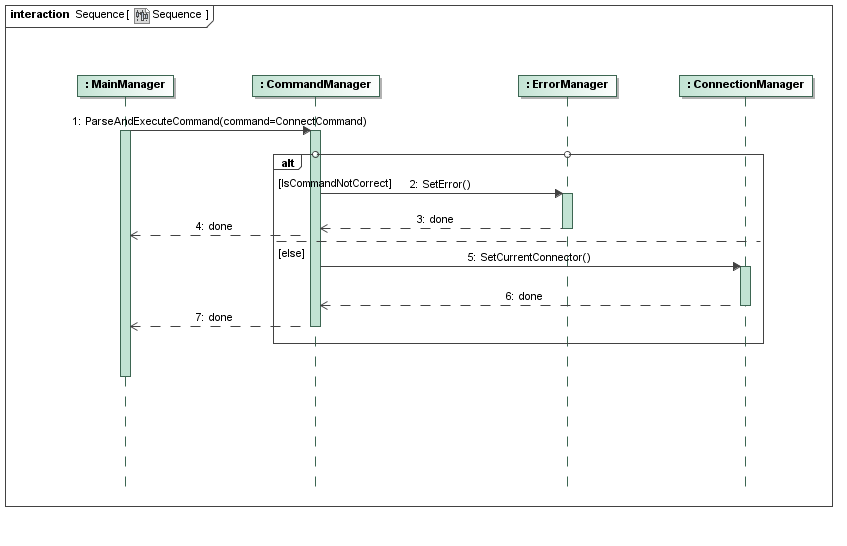 interaction Sequence[ Sequence ]
: MainManager
: CommandManager
: ErrorManager
: ConnectionManager
1: ParseAndExecuteCommand(command=ConnectCommand)
alt
[IsCommandNotCorrect]
2: SetError()
3: done
4: done
[else]
5: SetCurrentConnector()
6: done
7: done